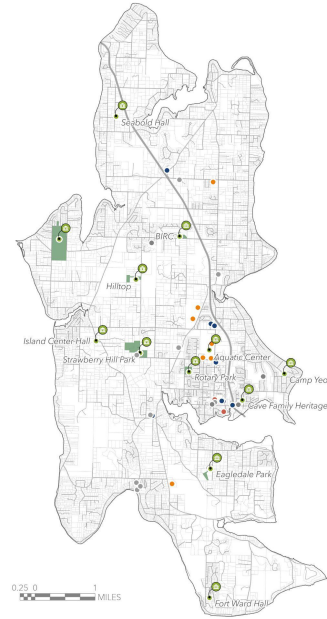 Seabold Hall
BIRC
Hilltop
Island Center Hall
Strawberry Hill Park
Aquatic Center
Rotary Park
Camp Yeo
Cave Family Heritage
Eagledale Park
Fort Ward Hall
0.25 0 1
MILES